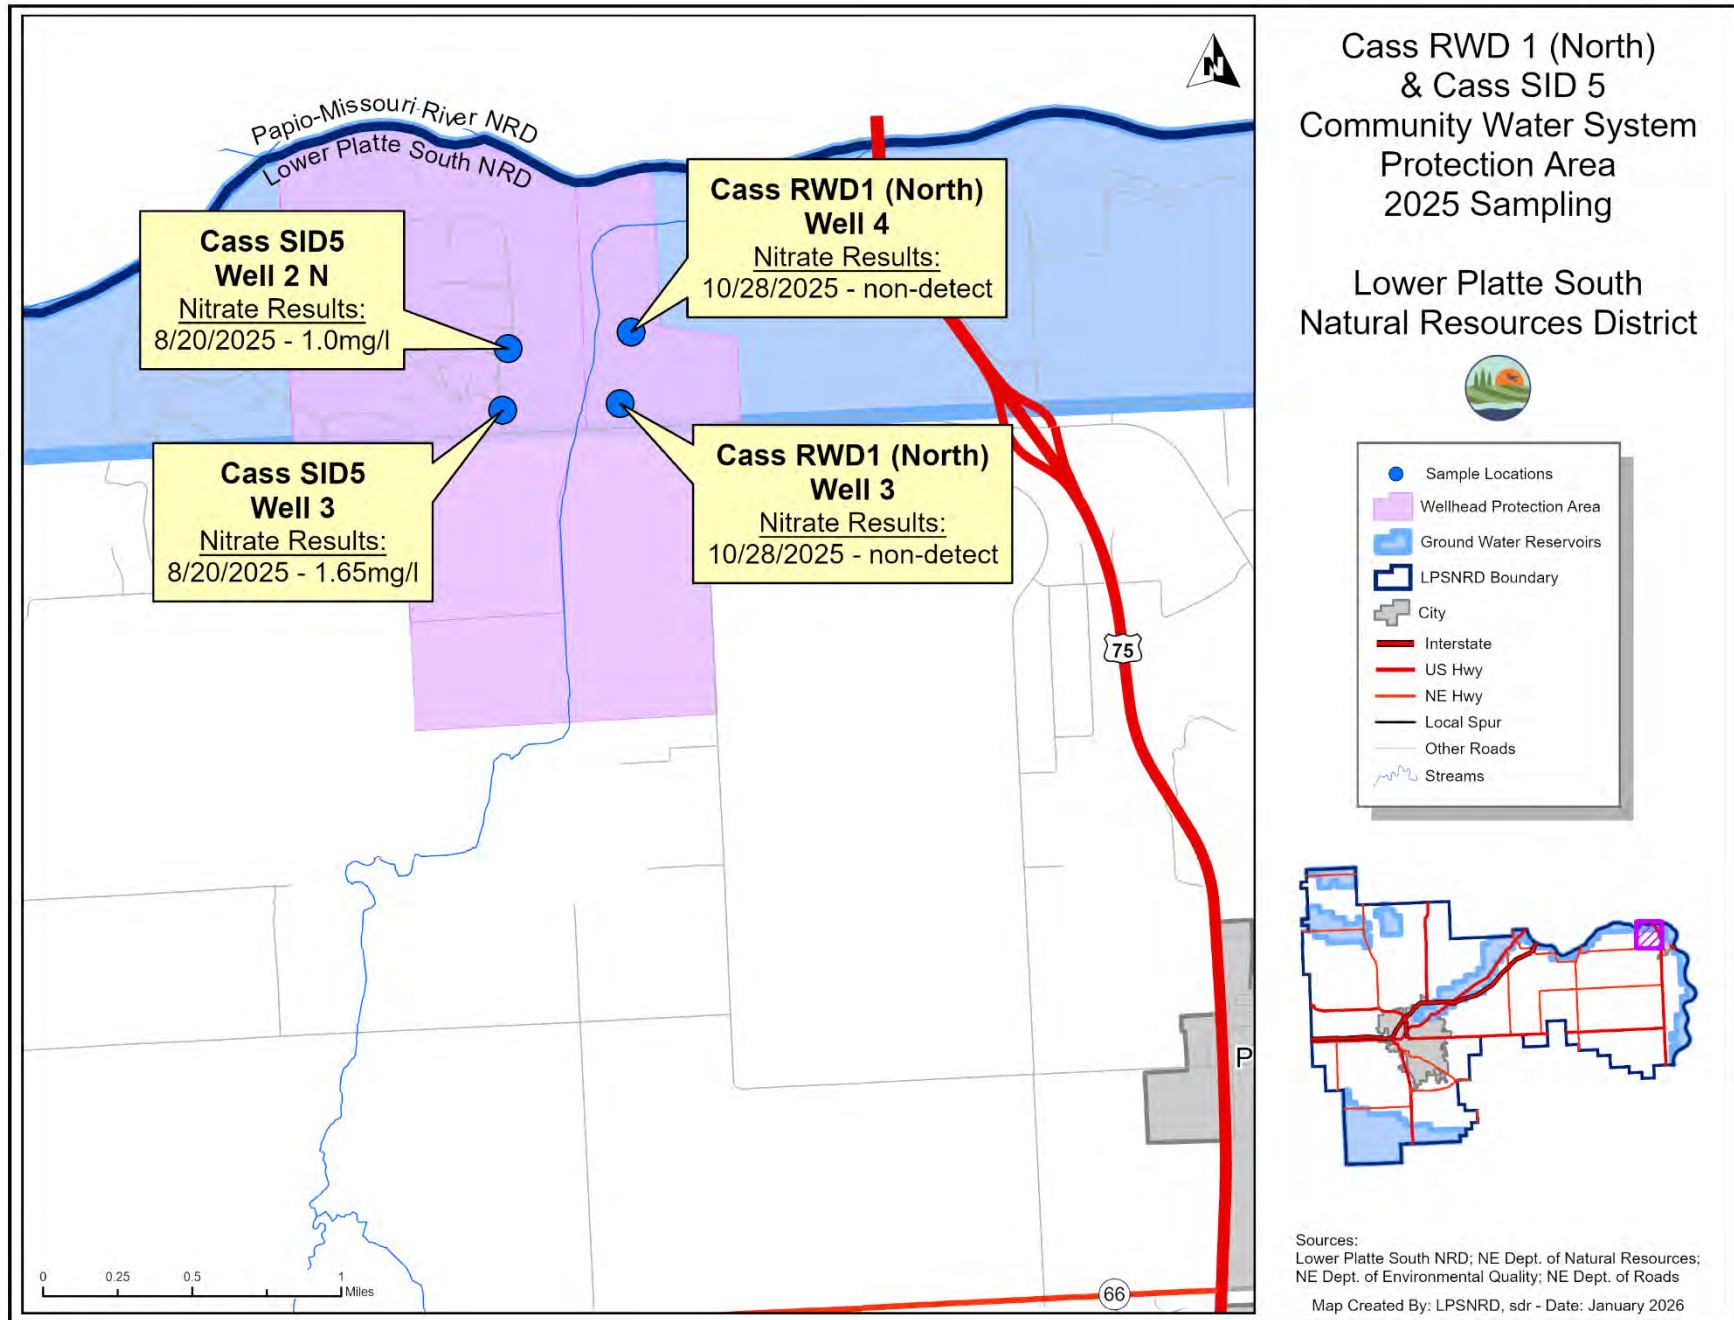 Papio-Missouri River NRD
Lower Platte South NRD
N
Cass SID5
Well 2 N
Nitrate Results:
8/20/2025 - 1.0mg/l
Cass RWD1 (North)
Well 4
Nitrate Results:
10/28/2025 - non-detect
Cass SID5
Well 3
Nitrate Results:
8/20/2025 - 1.65mg/l
Cass RWD1 (North)
Well 3
Nitrate Results:
10/28/2025 - non-detect
75
P
66
0 0.25 0.5 1
Miles
Cass RWD 1 (North)
& Cass SID 5
Community Water System
Protection Area
2025 Sampling
Lower Platte South
Natural Resources District
Sample Locations
Wellhead Protection Area
Ground Water Reservoirs
LPSNRD Boundary
City
Interstate
US Hwy
NE Hwy
Local Spur
Other Roads
Streams
Sources:
Lower Platte South NRD; NE Dept. of Natural Resources;
NE Dept. of Environmental Quality; NE Dept. of Roads
Map Created By: LPSNRD, sdr - Date: January 2026